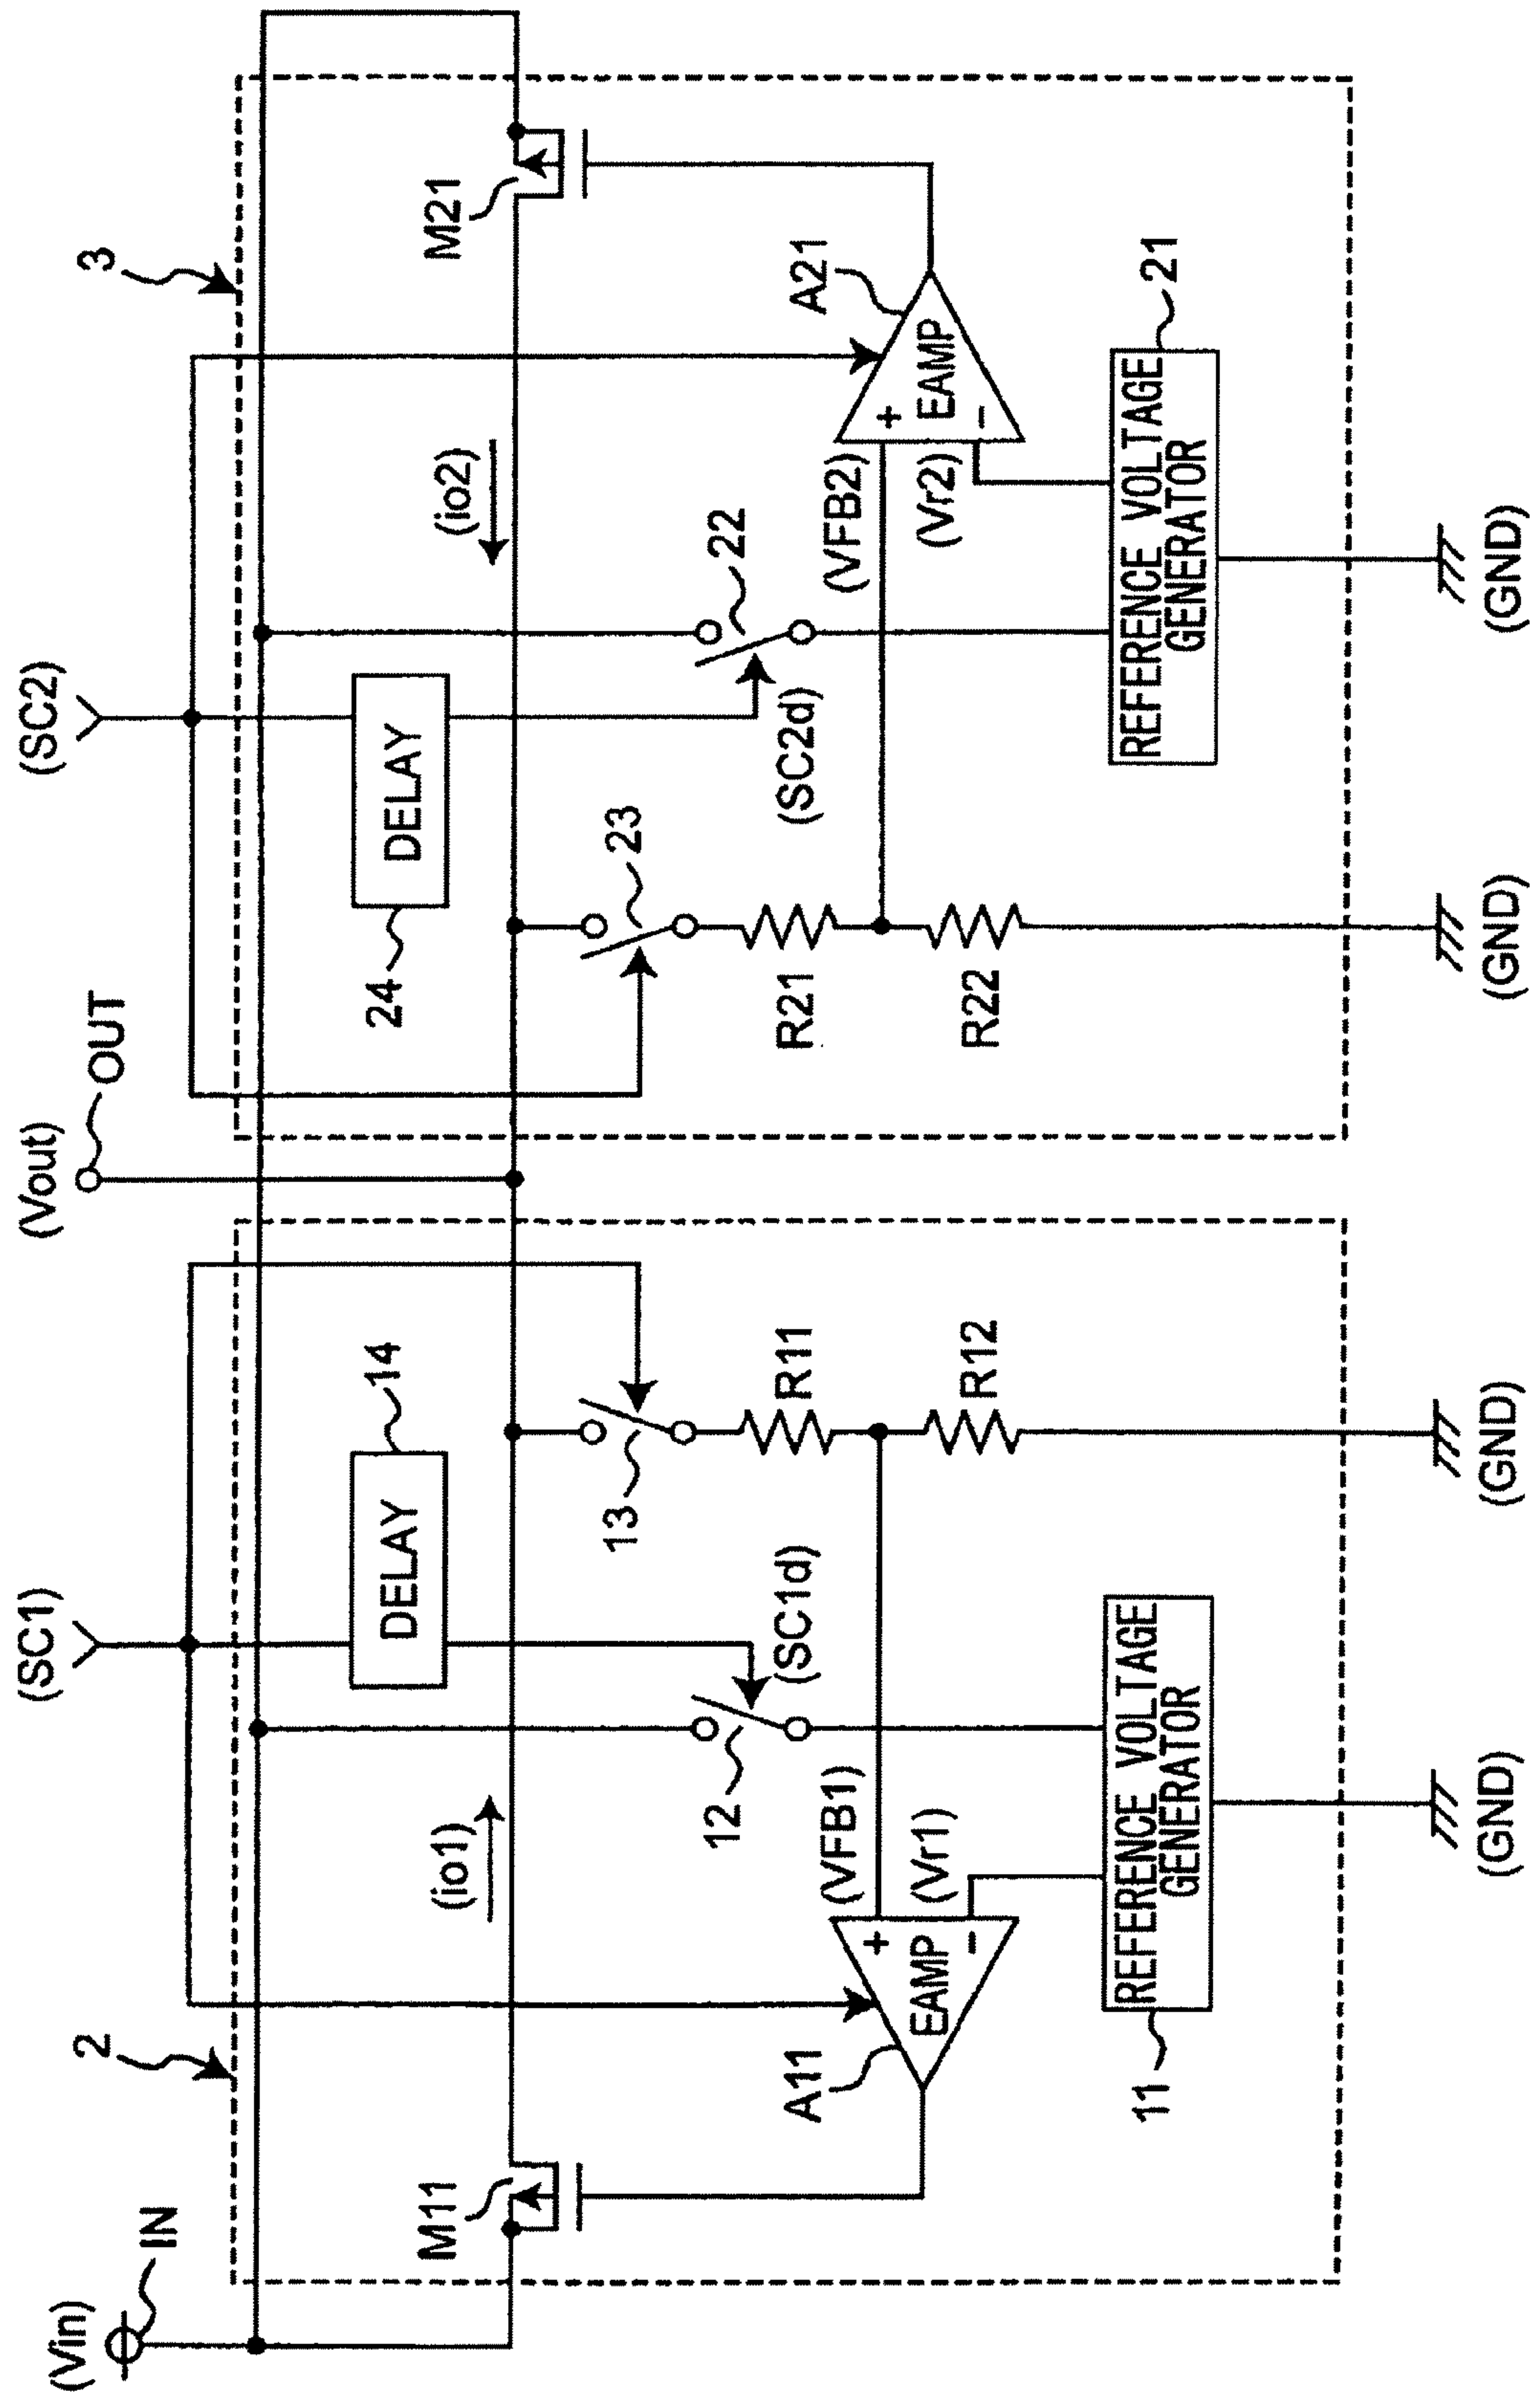 (Vin)
IN
(SC1)
(Vout)
OUT
(SC2)
2
3
M11
(io1)
DELAY
14
24
DELAY
(io2)
M21
12
(SC1d)
13
23
(SC2d)
22
R11
R21
A11
EAMP
+
-
(VFB1)
(Vr1)
R12
R22
(VFB2)
(Vr2)
+
-
EAMP
A21
11
REFERENCE VOLTAGE
GENERATOR
REFERENCE VOLTAGE
GENERATOR
21
(GND)
(GND)
(GND)
(GND)